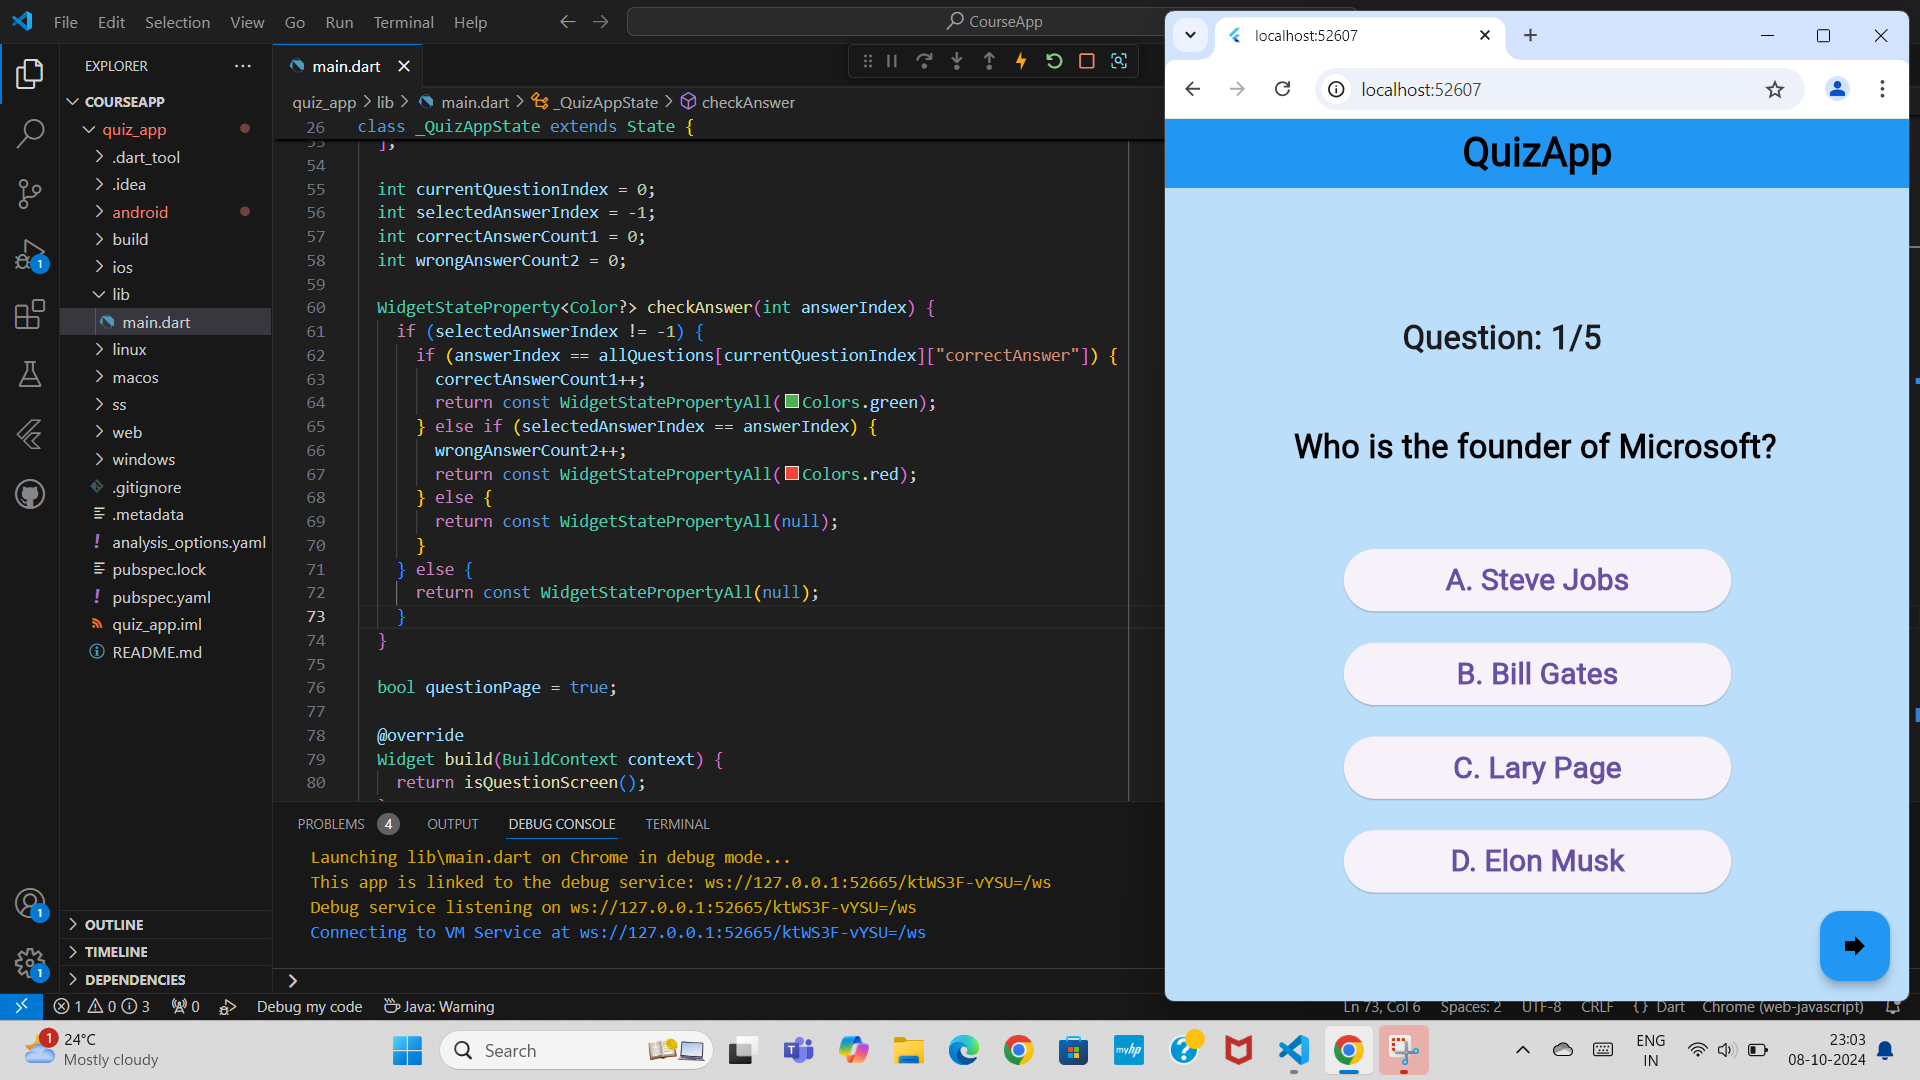 File Edit Selection View Go Run Terminal Help
CourseApp
EXPLORER
COURSEAPP
quiz_app
.dart_tool
.idea
android
build
ios
lib
main.dart
linux
macos
ss
web
windows
.gitignore
.metadata
analysis_options.yaml
pubspec.lock
pubspec.yaml
quiz_app.iml
README.md
OUTLINE
TIMELINE
DEPENDENCIES
main.dart
quiz_app > lib > main.dart > _QuizAppState > checkAnswer
26 class _QuizAppState extends State {
53 ];
54
55 int currentQuestionIndex = 0;
56 int selectedAnswerIndex = -1;
57 int correctAnswerCount1 = 0;
58 int wrongAnswerCount2 = 0;
59
60 WidgetStateProperty<Color?> checkAnswer(int answerIndex) {
61 if (selectedAnswerIndex != -1) {
62 if (answerIndex == allQuestions[currentQuestionIndex]["correctAnswer"]) {
63 correctAnswerCount1++;
64 return const WidgetStatePropertyAll(Colors.green);
65 } else if (selectedAnswerIndex == answerIndex) {
66 wrongAnswerCount2++;
67 return const WidgetStatePropertyAll(Colors.red);
68 } else {
69 return const WidgetStatePropertyAll(null);
70 }
71 } else {
72 return const WidgetStatePropertyAll(null);
73 }
74 }
75
76 bool questionPage = true;
77
78 @override
79 Widget build(BuildContext context) {
80 return isQuestionScreen();
PROBLEMS 4 OUTPUT DEBUG CONSOLE TERMINAL
Launching lib\main.dart on Chrome in debug mode...
This app is linked to the debug service: ws://127.0.0.1:52665/ktWS3F-vYSU=/ws
Debug service listening on ws://127.0.0.1:52665/ktWS3F-vYSU=/ws
Connecting to VM Service at ws://127.0.0.1:52665/ktWS3F-vYSU=/ws
localhost:52607
localhost:52607
QuizApp
Question: 1/5
Who is the founder of Microsoft?
A. Steve Jobs
B. Bill Gates
C. Lary Page
D. Elon Musk
1
1
1
1 0 3 0 Debug my code Java: Warning
Ln 73, Col 6 Spaces: 2 UTF-8 CRLF {} Dart Chrome (web-javascript)
1
24°C
Mostly cloudy
Search
myhp
ENG
IN
23:03
08-10-2024